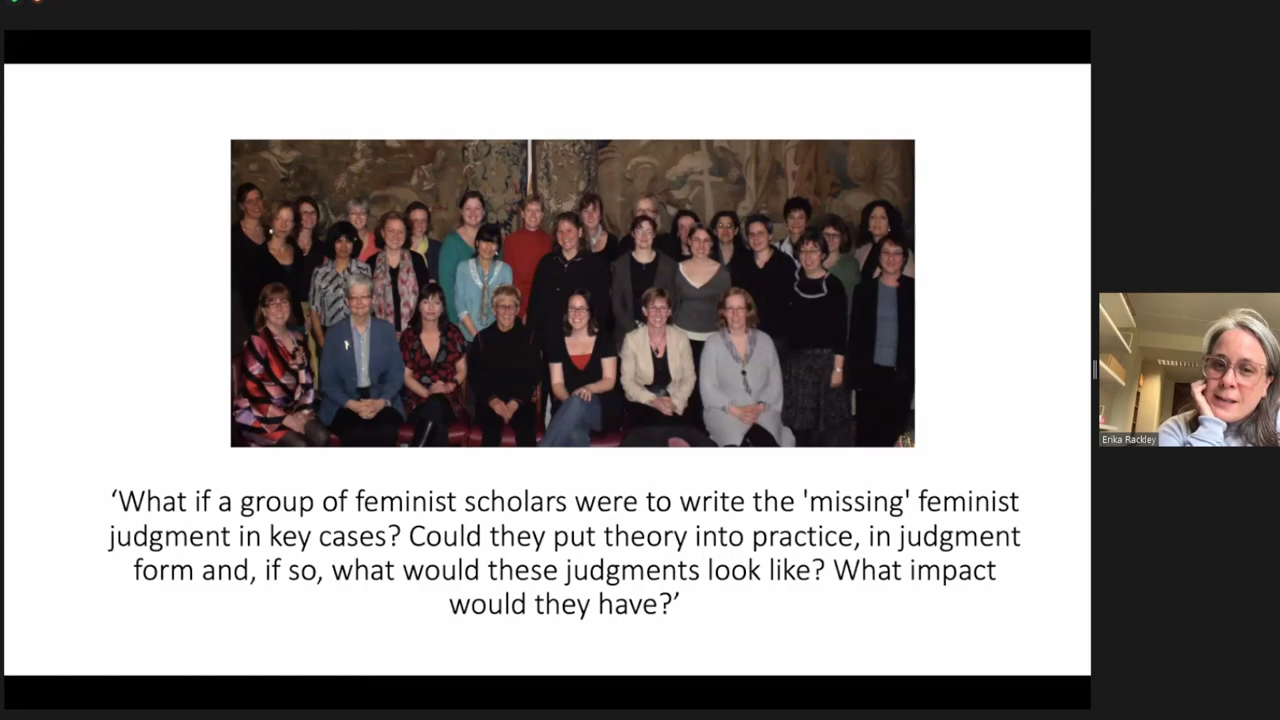 Erika Rackley
‘What if a group of feminist scholars were to write the 'missing' feminist
judgment in key cases? Could they put theory into practice, in judgment
form and, if so, what would these judgments look like? What impact
would they have?’